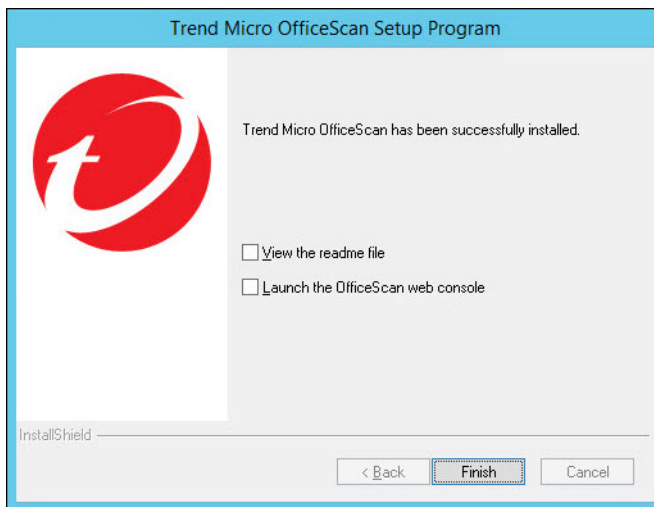 Trend Micro OfficeScan Setup Program
Trend Micro OfficeScan has been successfully installed.
View the readme file
Launch the OfficeScan web console
InstallShield
< Back
Finish
Cancel